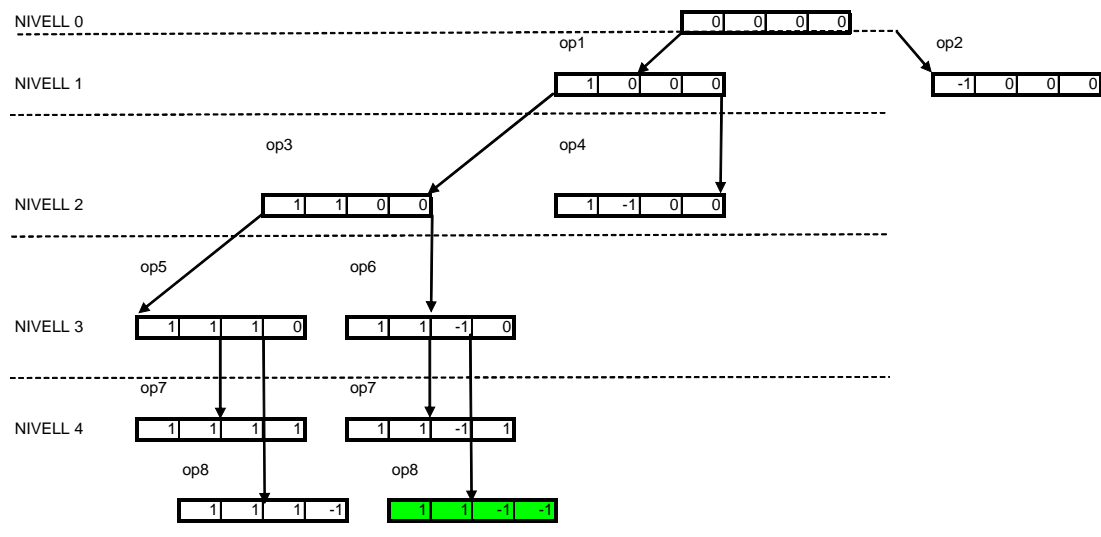 NIVELL 0 0 0 0 0
op1 op2
NIVELL 1 1 0 0 0 -1 0 0 0
op3 op4
NIVELL 2 1 1 0 0 1 -1 0 0
op5 op6
NIVELL 3 1 1 1 0 1 1 -1 0
op7 op7
NIVELL 4 1 1 1 1 1 1 -1 1
op8 op8
1 1 1 -1 1 1 -1 -1